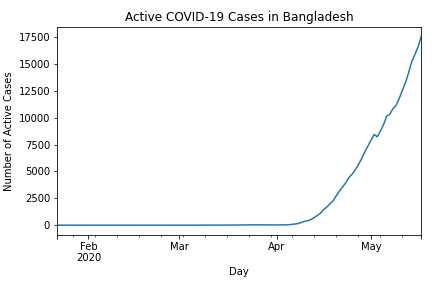 Active COVID-19 Cases in Bangladesh
Number of Active Cases
17500
15000
12500
10000
7500
5000
2500
0
Feb
2020
Mar
Apr
May
Day